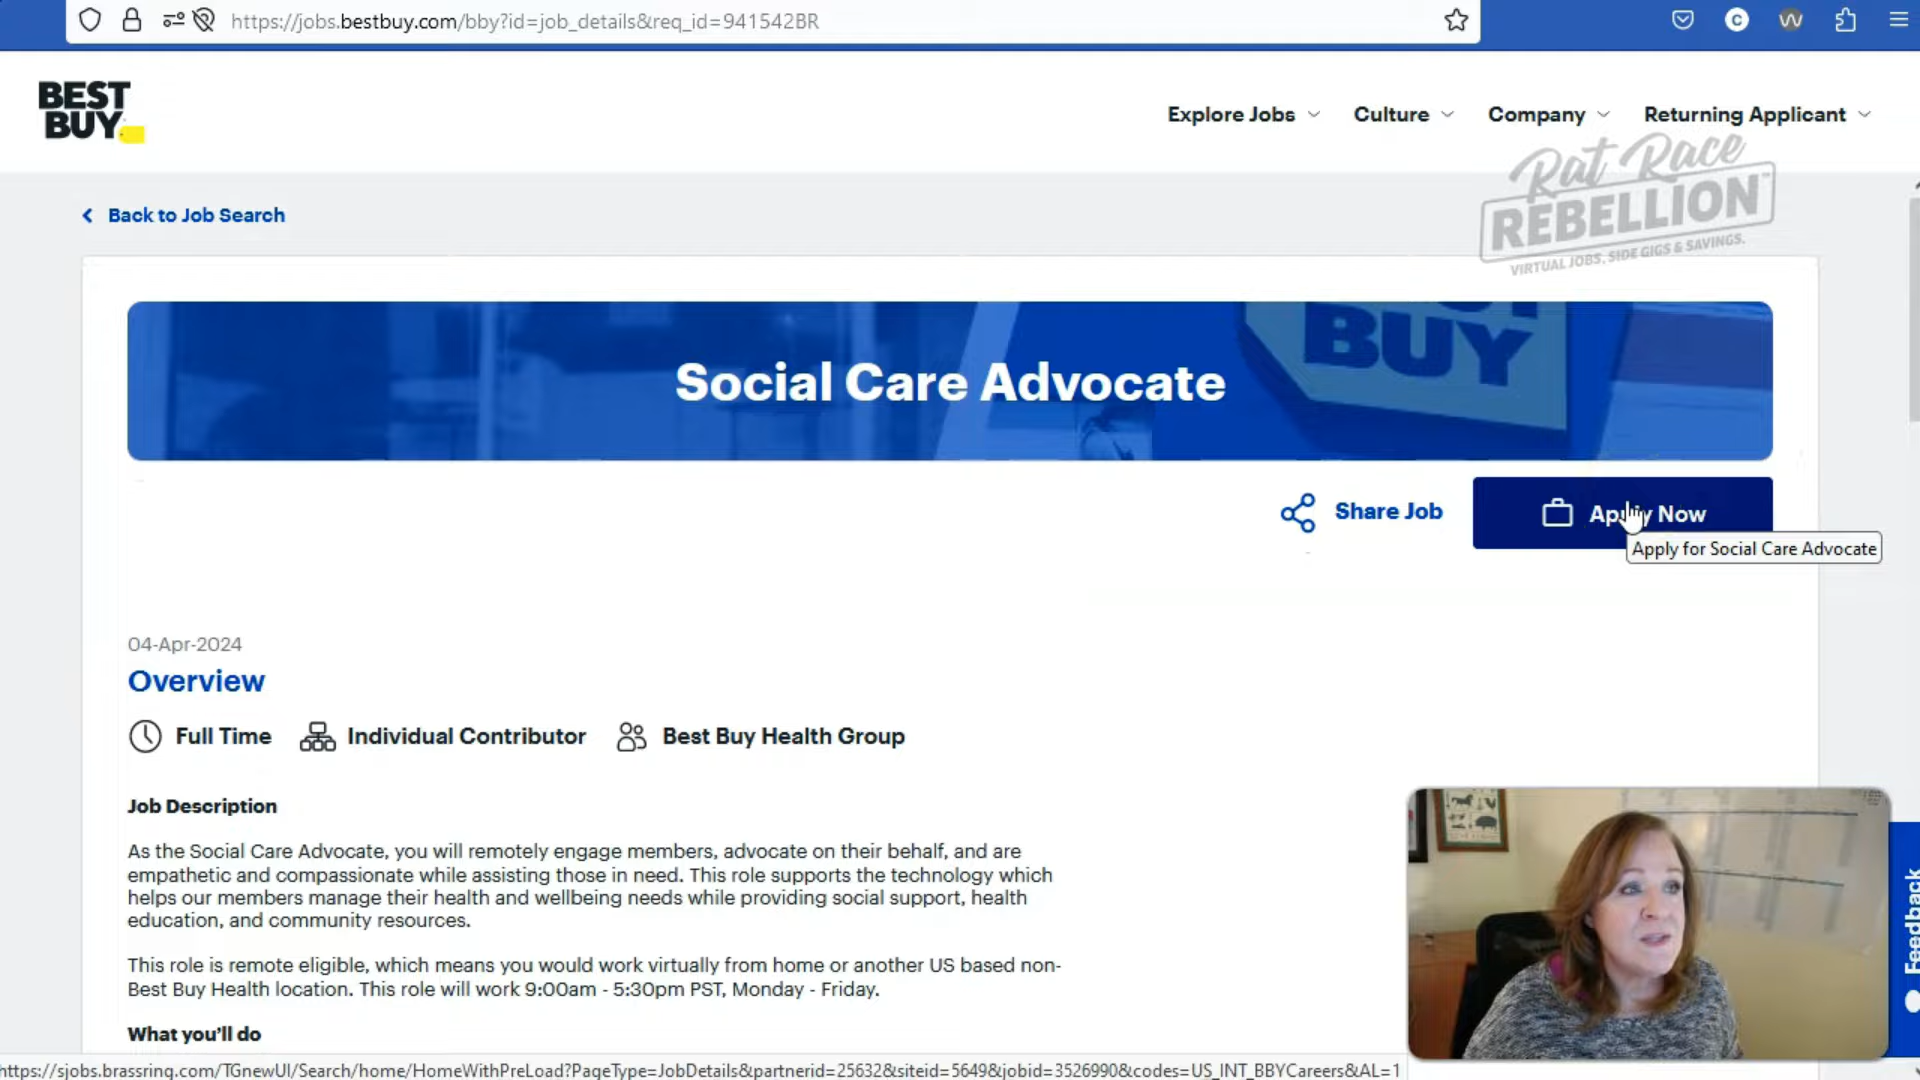 https://jobs.bestbuy.com/bby?id=job_details&req_id=941542BR
BEST
BUY
Explore Jobs
Culture
Company
Returning Applicant
Rat Race
REBELLION™
VIRTUAL JOBS, SIDE GIGS & SAVINGS.
Back to Job Search
BUY
Social Care Advocate
Share Job
Apply Now
Apply for Social Care Advocate
04-Apr-2024
Overview
Full Time
Individual Contributor
Best Buy Health Group
Job Description
As the Social Care Advocate, you will remotely engage members, advocate on their behalf, and are
empathetic and compassionate while assisting those in need. This role supports the technology which
helps our members manage their health and wellbeing needs while providing social support, health
education, and community resources.
This role is remote eligible, which means you would work virtually from home or another US based non-
Best Buy Health location. This role will work 9:00am - 5:30pm PST, Monday - Friday.
What you'll do
Feedback
https://sjobs.brassring.com/TGnewUI/Search/home/HomeWithPreLoad?PageType=JobDetails&partnerid=25632&siteid=5649&jobid=3526990&codes=US_INT_BBYCareers&AL=1